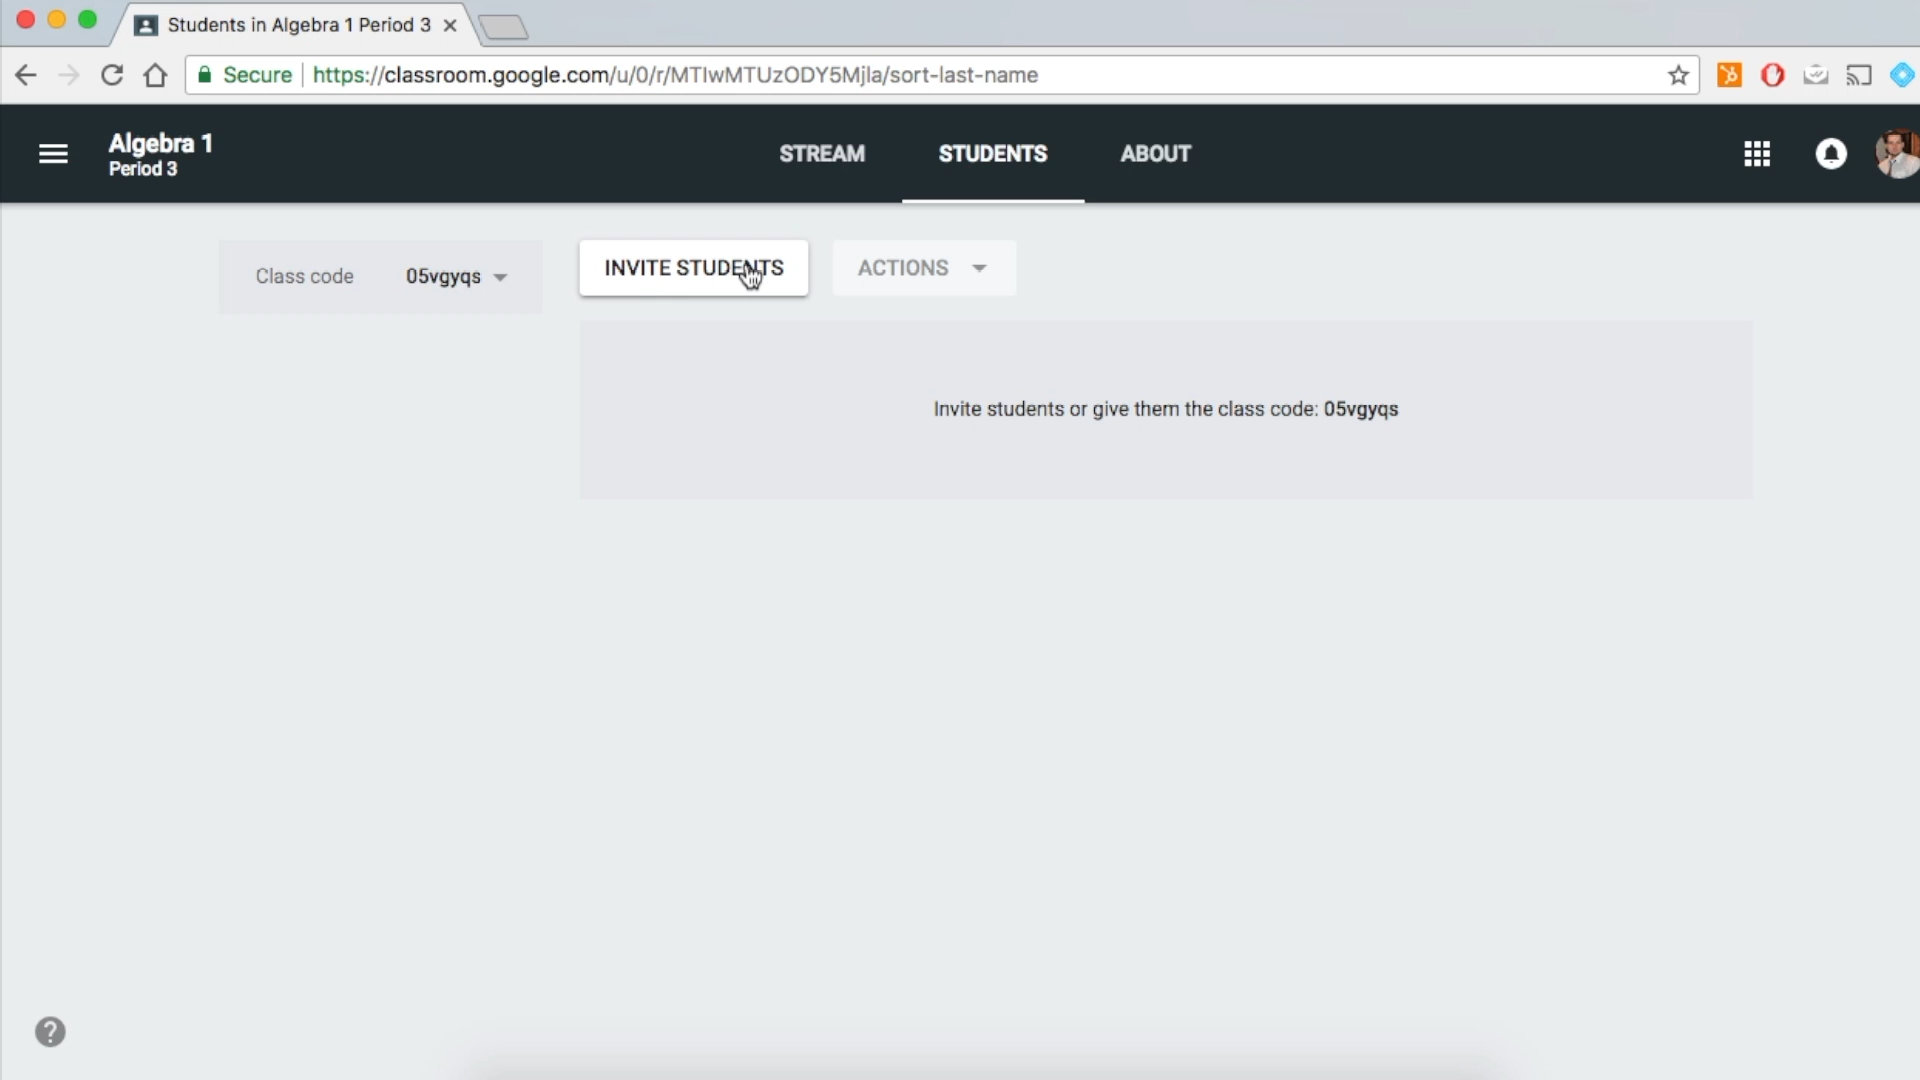 Students in Algebra 1 Period 3
Secure https://classroom.google.com/u/0/r/MTIwMTUzODY5Mjla/sort-last-name
Algebra 1
Period 3
STREAM STUDENTS ABOUT
Class code 05vgyqs
INVITE STUDENTS ACTIONS
Invite students or give them the class code: 05vgyqs
?